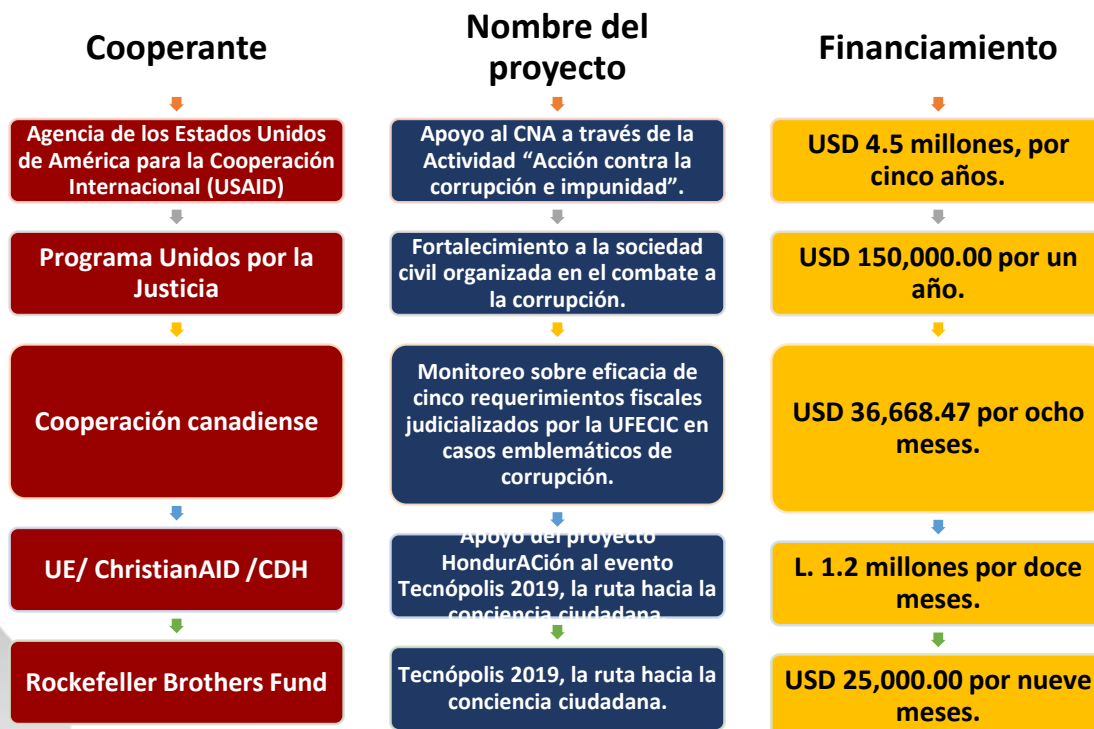 Cooperante
Nombre del
proyecto
Financiamiento
Agencia de los Estados Unidos
de América para la Cooperación
Internacional (USAID)
Apoyo al CNA a través de la
Actividad “Acción contra la
corrupción e impunidad”.
USD 4.5 millones, por
cinco años.
Programa Unidos por la
Justicia
Fortalecimiento a la sociedad
civil organizada en el combate a
la corrupción.
USD 150,000.00 por un
año.
Cooperación canadiense
Monitoreo sobre eficacia de
cinco requerimientos fiscales
judicializados por la UFECIC en
casos emblemáticos de
corrupción.
USD 36,668.47 por ocho
meses.
UE/ ChristianAID /CDH
Apoyo del proyecto
HondurACión al evento
Tecnópolis 2019, la ruta hacia la
conciencia ciudadana.
L. 1.2 millones por doce
meses.
Rockefeller Brothers Fund
Tecnópolis 2019, la ruta hacia la
conciencia ciudadana.
USD 25,000.00 por nueve
meses.